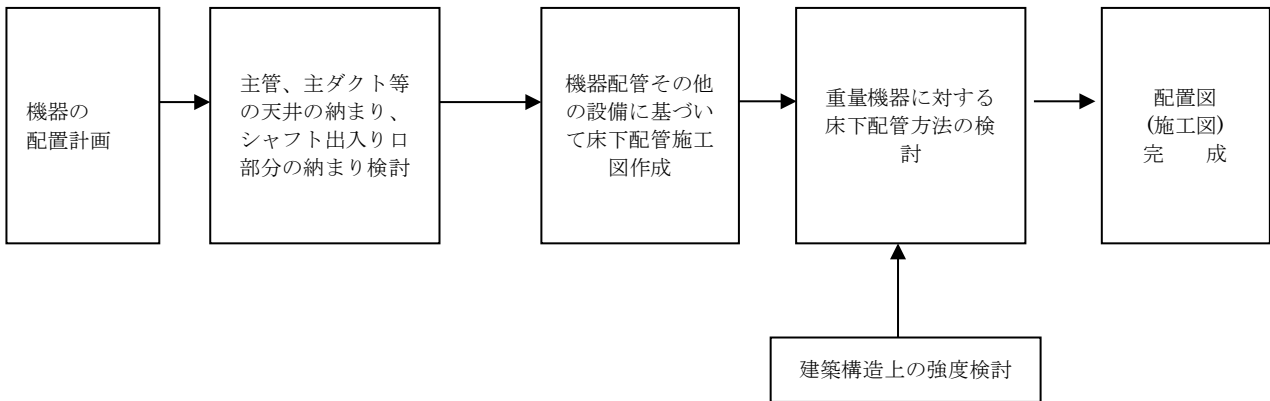 機器の
配置計画
主管、主ダクト等
の天井の納まり、
シャフト出入り口
部分の納まり検討
機器配管その他
の設備に基づい
て床下配管施工
図作成
重量機器に対する
床下配管方法の検
討
配置図
(施工図)
完　　成
建築構造上の強度検討